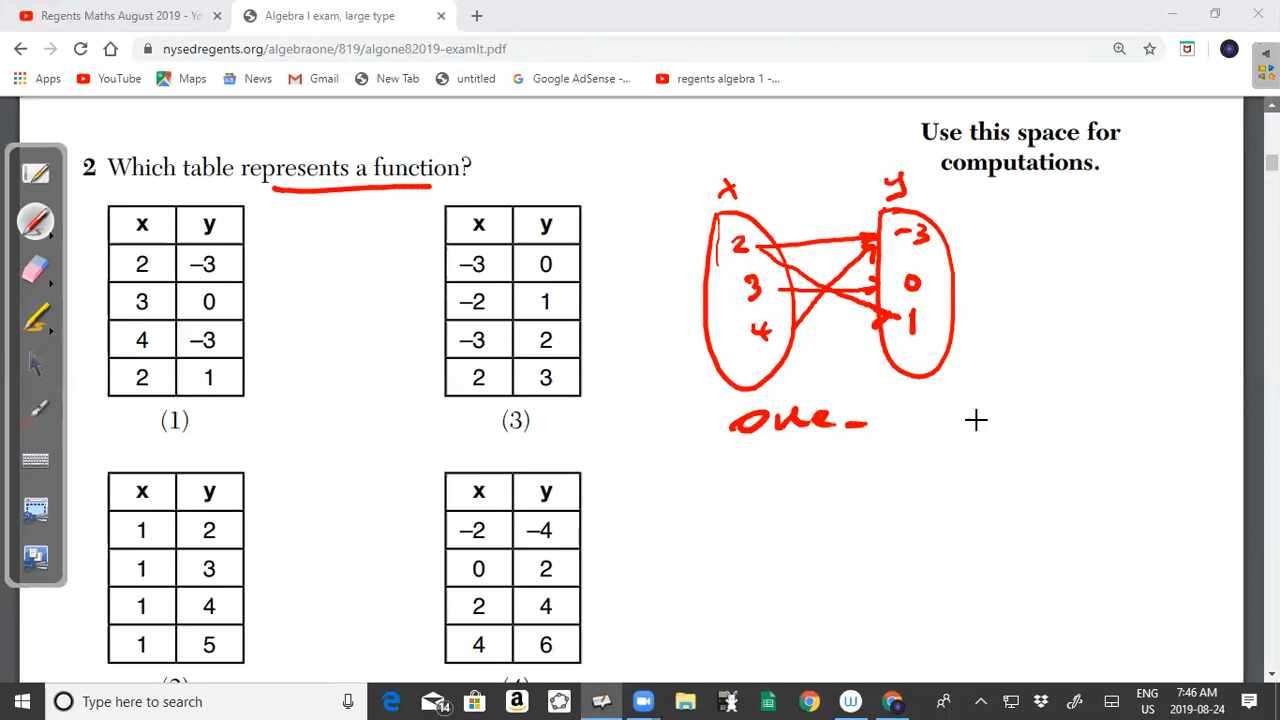 Regents Maths August 2019 - Yo
Algebra I exam, large type
nysedregents.org/algebraone/819/algone82019-examlt.pdf
Apps YouTube Maps News Gmail New Tab untitled Google AdSense -... regents algebra 1 -...
Use this space for
computations.
2 Which table represents a function?
x y
2 –3
3 0
4 –3
2 1
(1)
x y
–3 0
–2 1
–3 2
2 3
(3)
x y
2 -3
3 0
4 1
one-
x y
1 2
1 3
1 4
1 5
x y
–2 –4
0 2
2 4
4 6
Type here to search
14
ENG
7:46 AM
2019-08-24